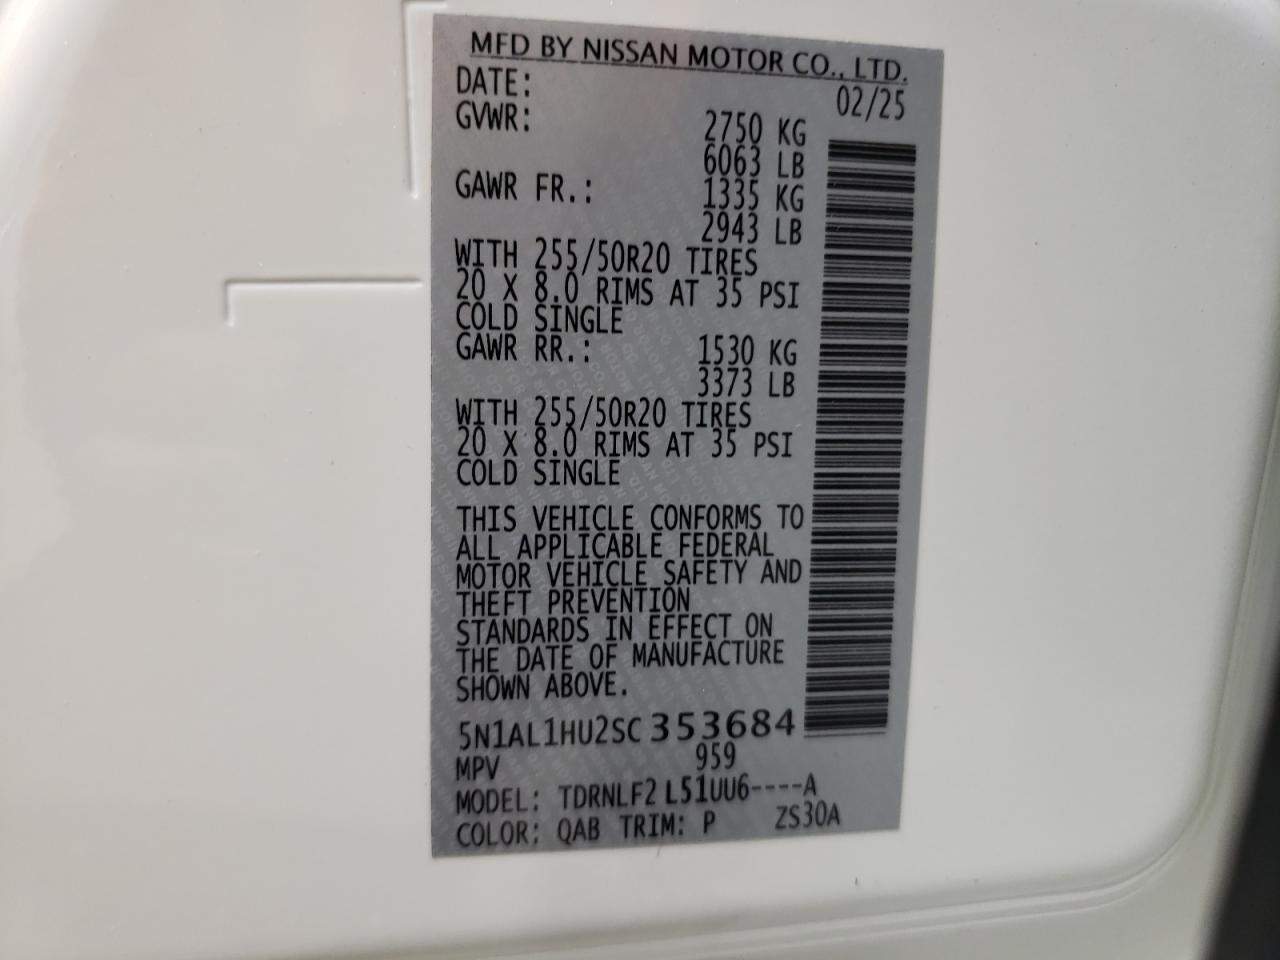 MFD BY NISSAN MOTOR CO., LTD.
DATE: 02/25
GVWR: 2750 KG
6063 LB
GAWR FR.: 1335 KG
2943 LB
WITH 255/50R20 TIRES
20 X 8.0 RIMS AT 35 PSI
COLD SINGLE
GAWR RR.: 1530 KG
3373 LB
WITH 255/50R20 TIRES
20 X 8.0 RIMS AT 35 PSI
COLD SINGLE
THIS VEHICLE CONFORMS TO
ALL APPLICABLE FEDERAL
MOTOR VEHICLE SAFETY AND
THEFT PREVENTION
STANDARDS IN EFFECT ON
THE DATE OF MANUFACTURE
SHOWN ABOVE.
5N1AL1HU2SC353684
MPV 959
MODEL: TDRNLF2 L51UU6----A
COLOR: QAB TRIM: P ZS30A